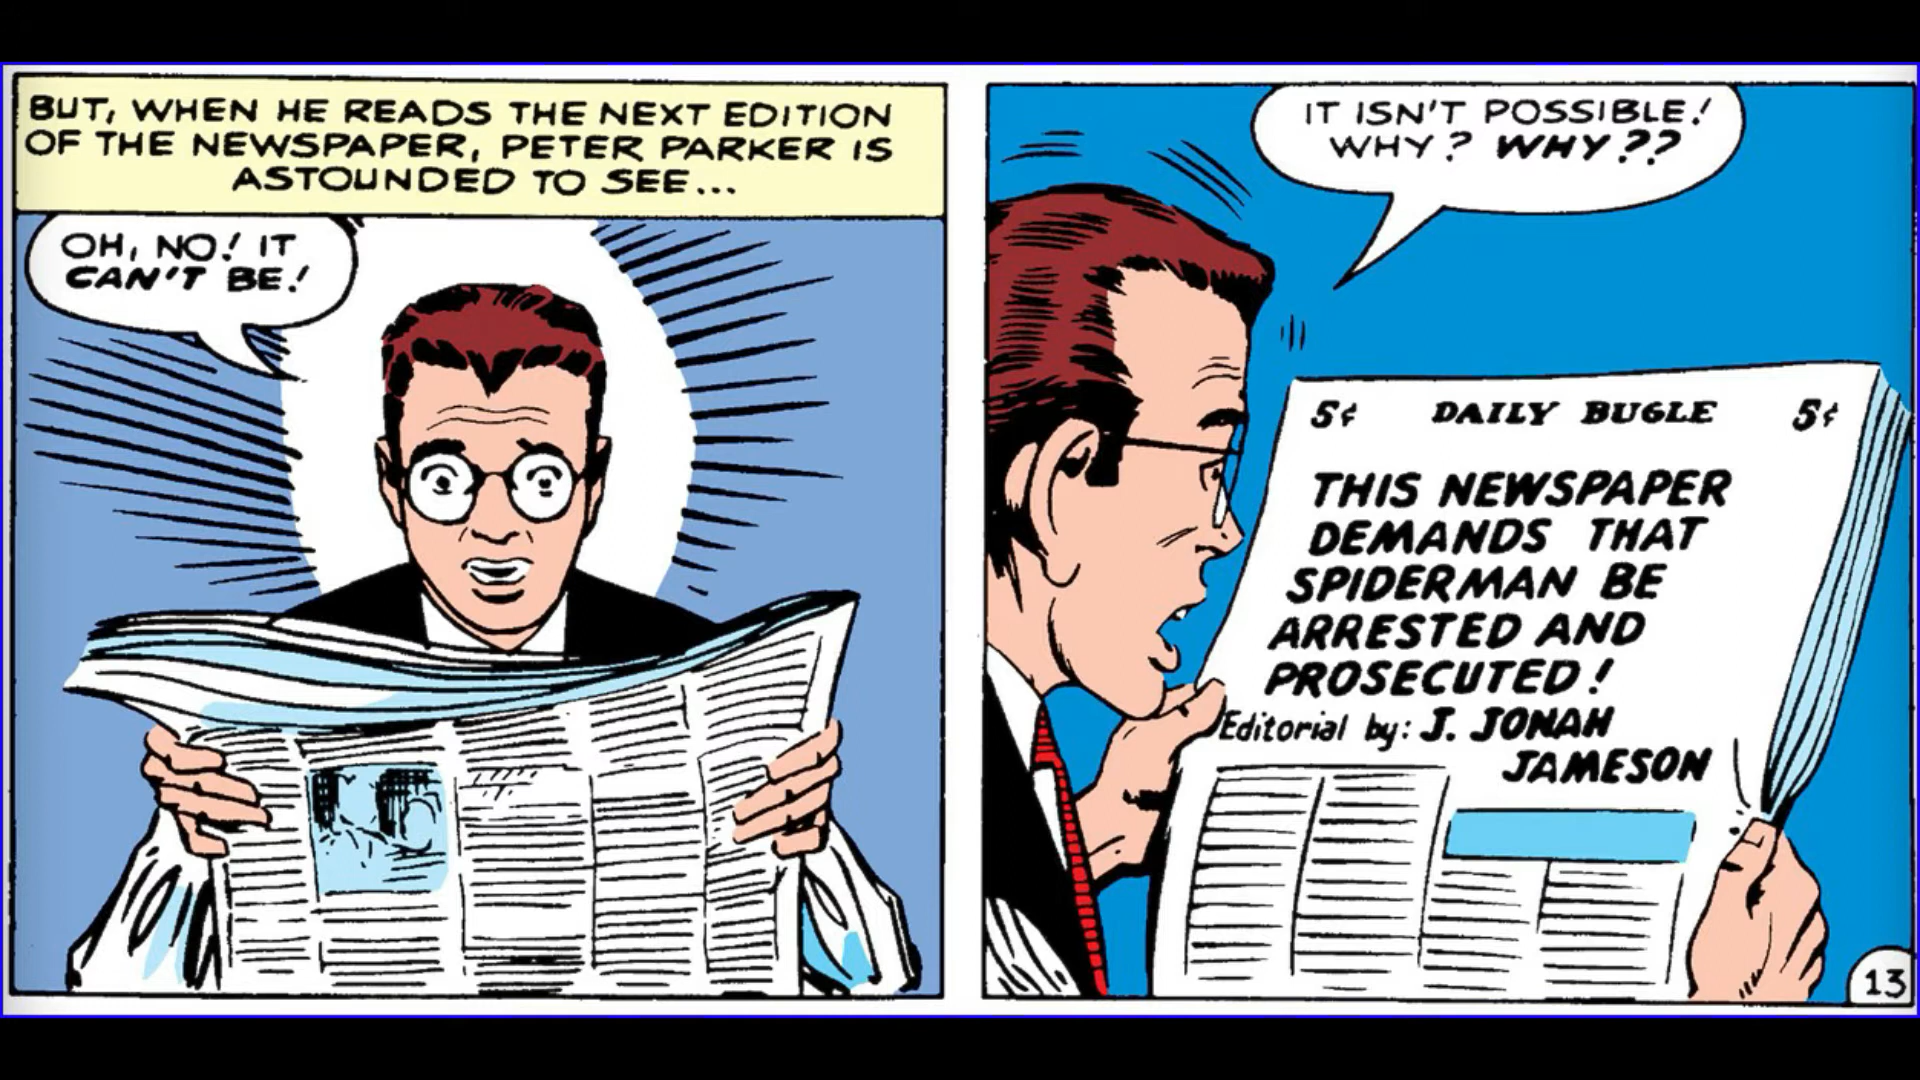 BUT, WHEN HE READS THE NEXT EDITION
OF THE NEWSPAPER, PETER PARKER IS
ASTOUNDED TO SEE...
OH, NO! IT
CAN'T BE!
IT ISN'T POSSIBLE!
WHY? WHY??
5¢ DAILY BUGLE 5¢
THIS NEWSPAPER
DEMANDS THAT
SPIDERMAN BE
ARRESTED AND
PROSECUTED!
Editorial by: J. JONAH
JAMESON
13